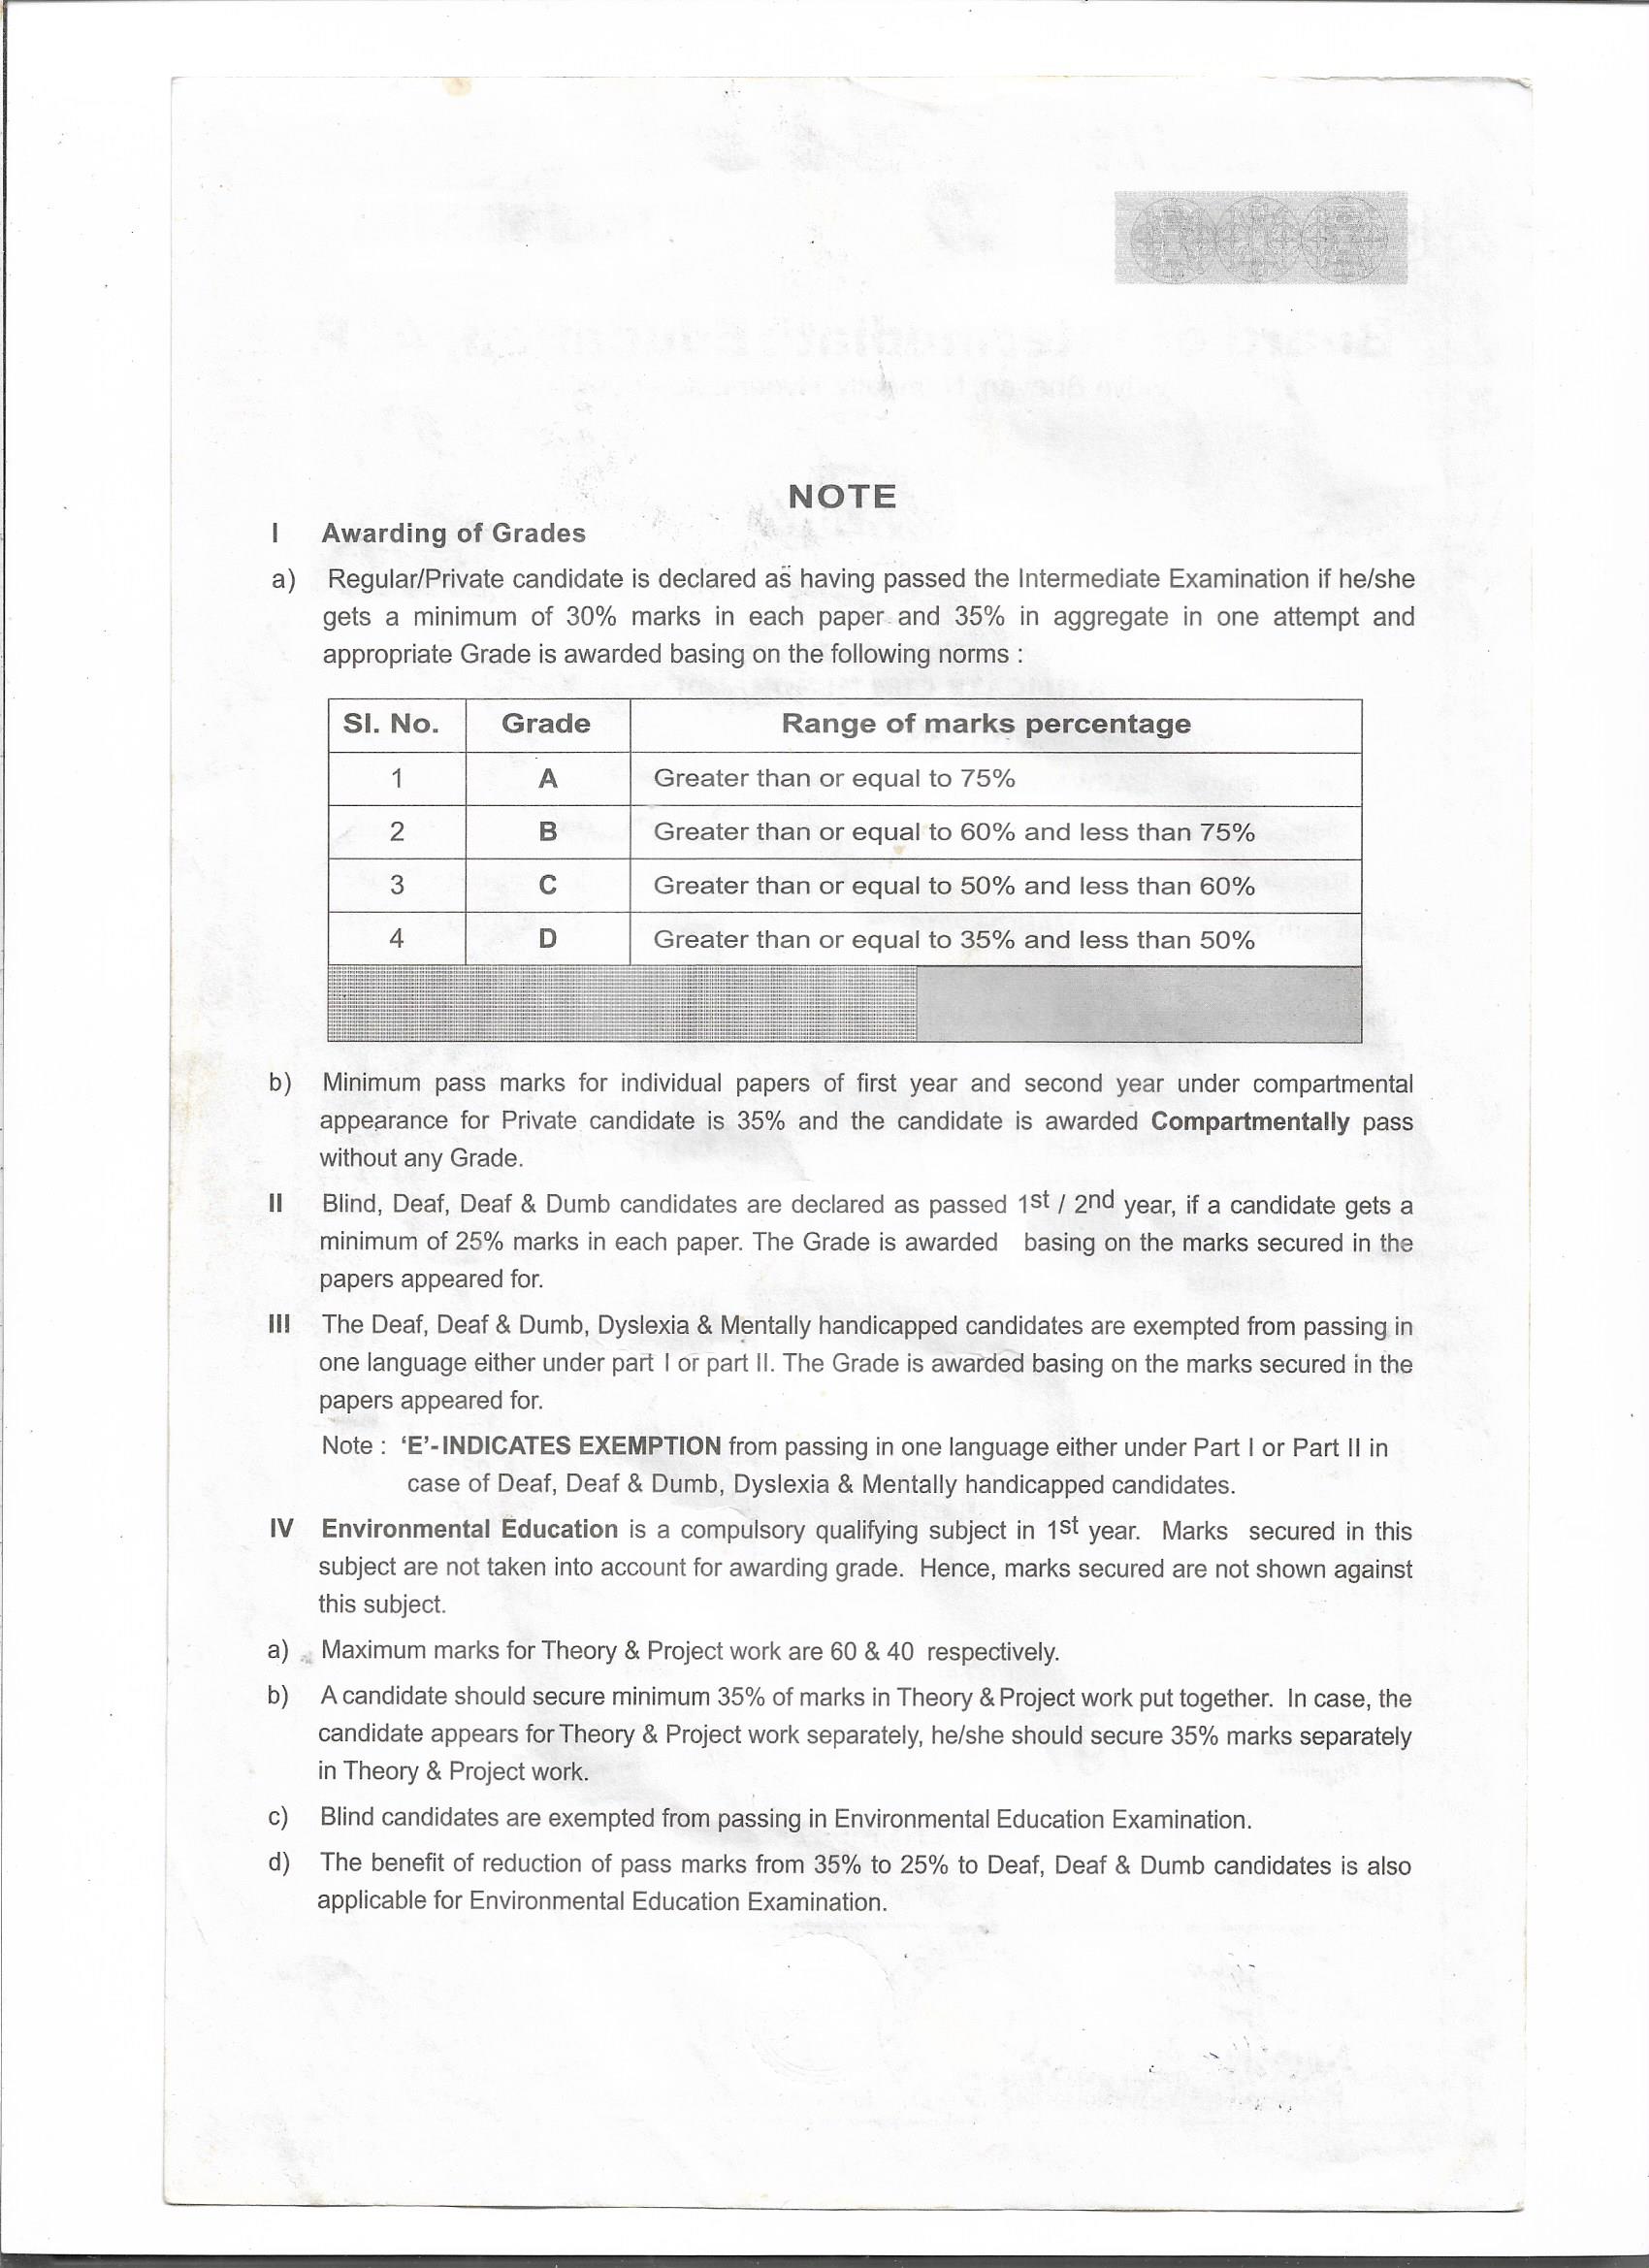 NOTE
I Awarding of Grades
a) Regular/Private candidate is declared as having passed the Intermediate Examination if he/she
gets a minimum of 30% marks in each paper and 35% in aggregate in one attempt and
appropriate Grade is awarded basing on the following norms :
Sl. No. Grade Range of marks percentage
1 A Greater than or equal to 75%
2 B Greater than or equal to 60% and less than 75%
3 C Greater than or equal to 50% and less than 60%
4 D Greater than or equal to 35% and less than 50%
b) Minimum pass marks for individual papers of first year and second year under compartmental
appearance for Private candidate is 35% and the candidate is awarded Compartmentally pass
without any Grade.
II Blind, Deaf, Deaf & Dumb candidates are declared as passed 1st / 2nd year, if a candidate gets a
minimum of 25% marks in each paper. The Grade is awarded basing on the marks secured in the
papers appeared for.
III The Deaf, Deaf & Dumb, Dyslexia & Mentally handicapped candidates are exempted from passing in
one language either under part I or part II. The Grade is awarded basing on the marks secured in the
papers appeared for.
Note : ‘E’-INDICATES EXEMPTION from passing in one language either under Part I or Part II in
case of Deaf, Deaf & Dumb, Dyslexia & Mentally handicapped candidates.
IV Environmental Education is a compulsory qualifying subject in 1st year. Marks secured in this
subject are not taken into account for awarding grade. Hence, marks secured are not shown against
this subject.
a) Maximum marks for Theory & Project work are 60 & 40 respectively.
b) A candidate should secure minimum 35% of marks in Theory & Project work put together. In case, the
candidate appears for Theory & Project work separately, he/she should secure 35% marks separately
in Theory & Project work.
c) Blind candidates are exempted from passing in Environmental Education Examination.
d) The benefit of reduction of pass marks from 35% to 25% to Deaf, Deaf & Dumb candidates is also
applicable for Environmental Education Examination.